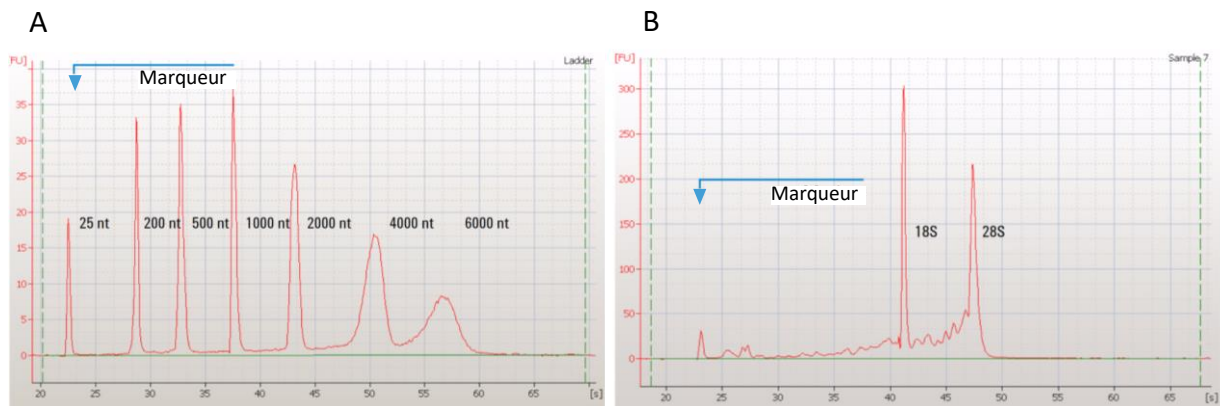 A
[FU]
Ladder
Marqueur
35
30
25
20
15
10
5
0
25 nt
200 nt
500 nt
1000 nt
2000 nt
4000 nt
6000 nt
20
25
30
35
40
45
50
55
60
65
[s]
B
[FU]
Sample 7
300
250
200
150
100
50
0
Marqueur
18S
28S
20
25
30
35
40
45
50
55
60
65
[s]